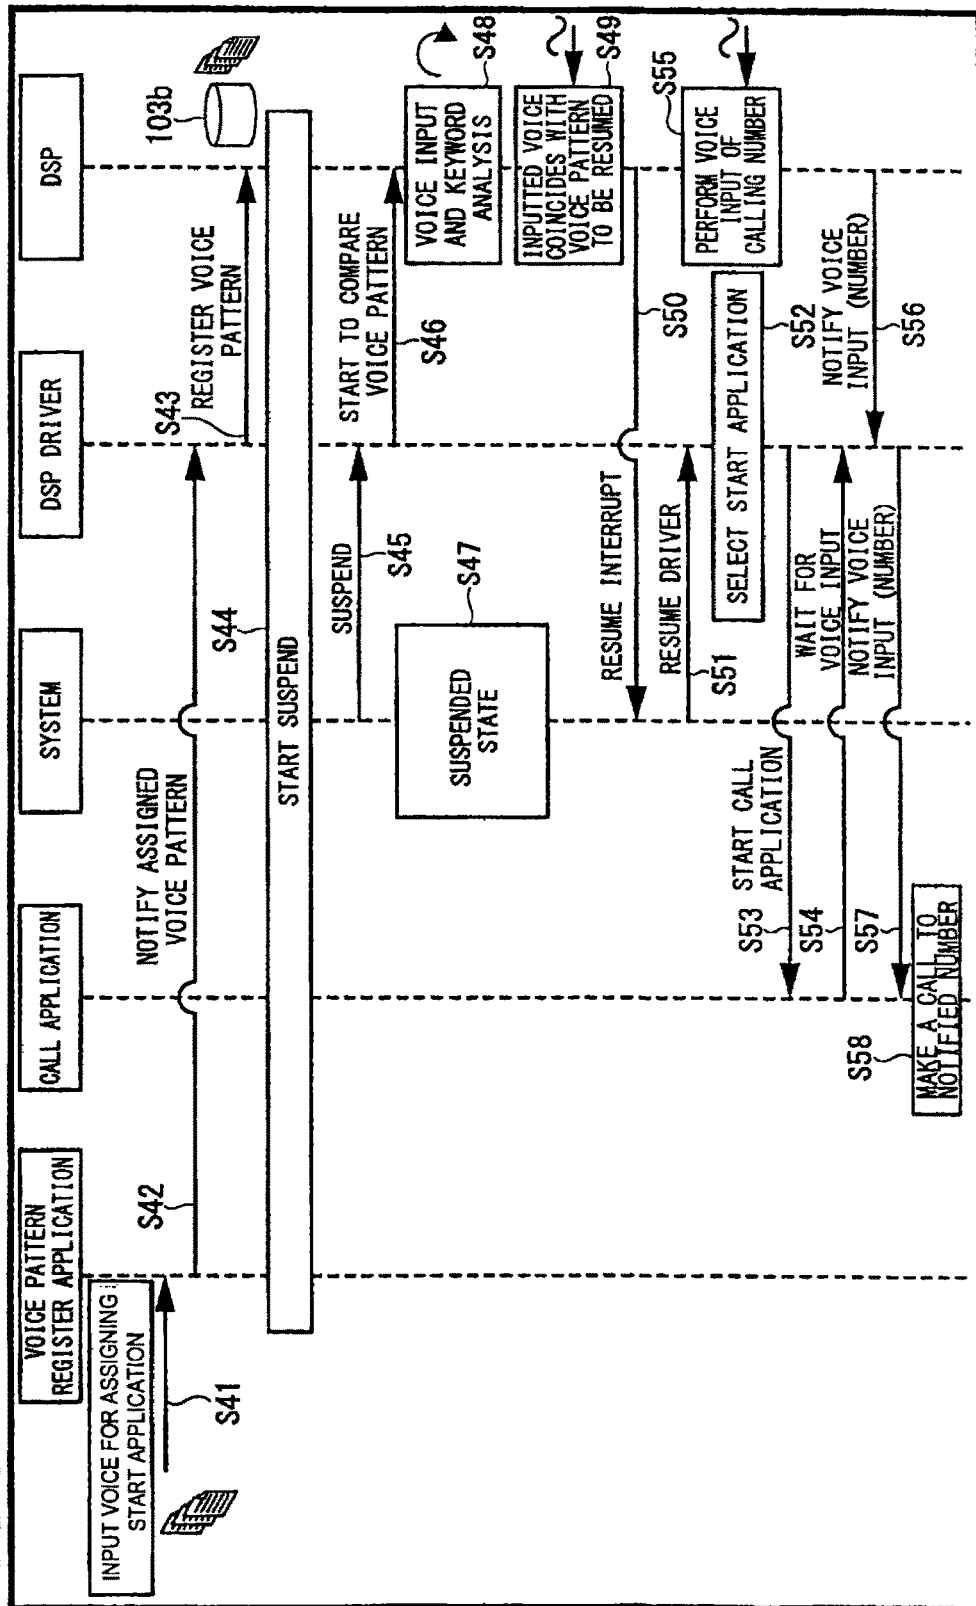 VOICE PATTERN
REGISTER APPLICATION
CALL APPLICATION
SYSTEM
DSP DRIVER
DSP
INPUT VOICE FOR ASSIGNING
START APPLICATION
S41
S42
NOTIFY ASSIGNED
VOICE PATTERN
S43
REGISTER VOICE
PATTERN
103b
S44
START SUSPEND
SUSPEND
S45
START TO COMPARE
VOICE PATTERN
S46
SUSPENDED
STATE
S47
VOICE INPUT
AND KEYWORD
ANALYSIS
S48
INPUTTED VOICE
COINCIDES WITH
VOICE PATTERN
TO BE RESUMED
S49
RESUME INTERRUPT
S50
RESUME DRIVER
S51
SELECT START APPLICATION
S52
PERFORM VOICE
INPUT OF
CALLING NUMBER
S55
START CALL
APPLICATION
S53
WAIT FOR
VOICE INPUT
S54
NOTIFY VOICE
INPUT (NUMBER)
S56
NOTIFY VOICE
INPUT (NUMBER)
S57
MAKE A CALL TO
NOTIFIED NUMBER
S58